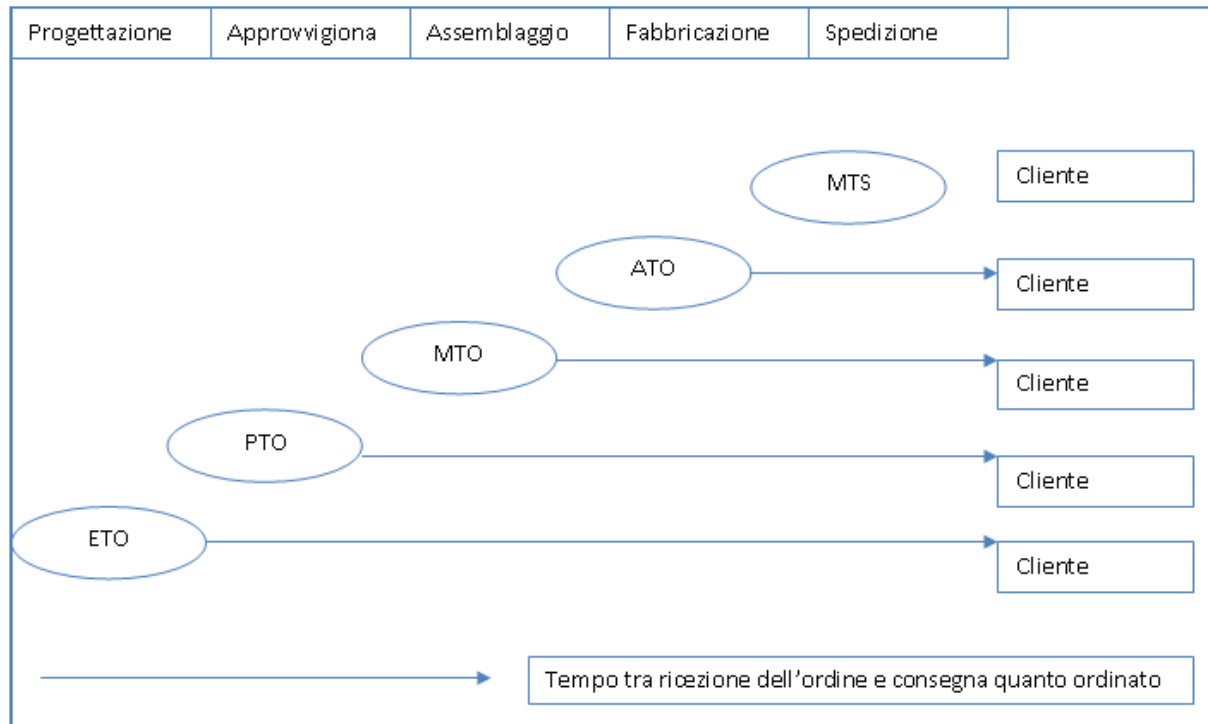 Progettazione Approvvigiona Assemblaggio Fabbricazione Spedizione
MTS Cliente
ATO Cliente
MTO Cliente
PTO Cliente
ETO Cliente
Tempo tra ricezione dell'ordine e consegna quanto ordinato